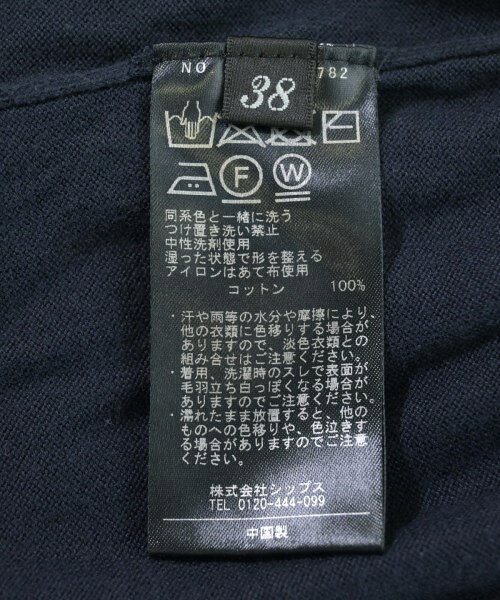 NO
782
38
F
W
同系色と一緒に洗う
つけ置き洗い禁止
中性洗剤使用
湿った状態で形を整える
アイロンはあて布使用
コットン 100%
・汗や雨等の水分や摩擦により、
他の衣類に色移りする場合が
ありますので、淡色衣類との
組み合せはご注意ください。
・着用、洗濯時のスレで表面が
毛羽立ち白っぽくなる場合が
ありますのでご注意ください。
・濡れたまま放置すると、他の
ものへの色移りや、色泣きす
る場合がありますのでご注意
ください。
株式会社シップス
TEL 0120-444-099
中国製